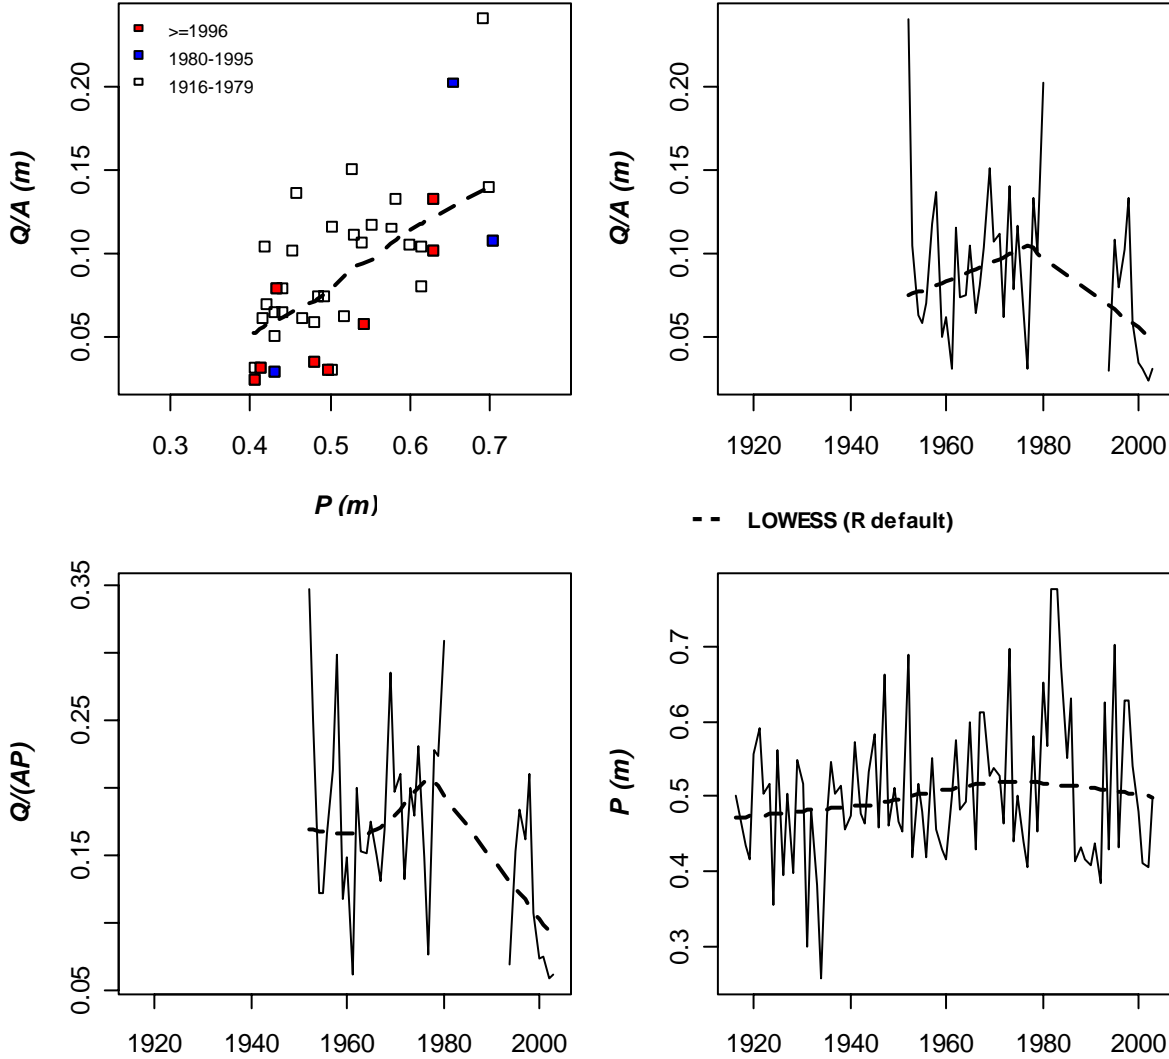 >=1996
1980-1995
1916-1979
Q/A (m)
0.05 0.10 0.15 0.20
0.3 0.4 0.5 0.6 0.7
P (m)
Q/A (m)
0.05 0.10 0.15 0.20
1920 1940 1960 1980 2000
LOWESS (R default)
Q/(AP)
0.05 0.15 0.25 0.35
1920 1940 1960 1980 2000
P (m)
0.3 0.4 0.5 0.6 0.7
1920 1940 1960 1980 2000